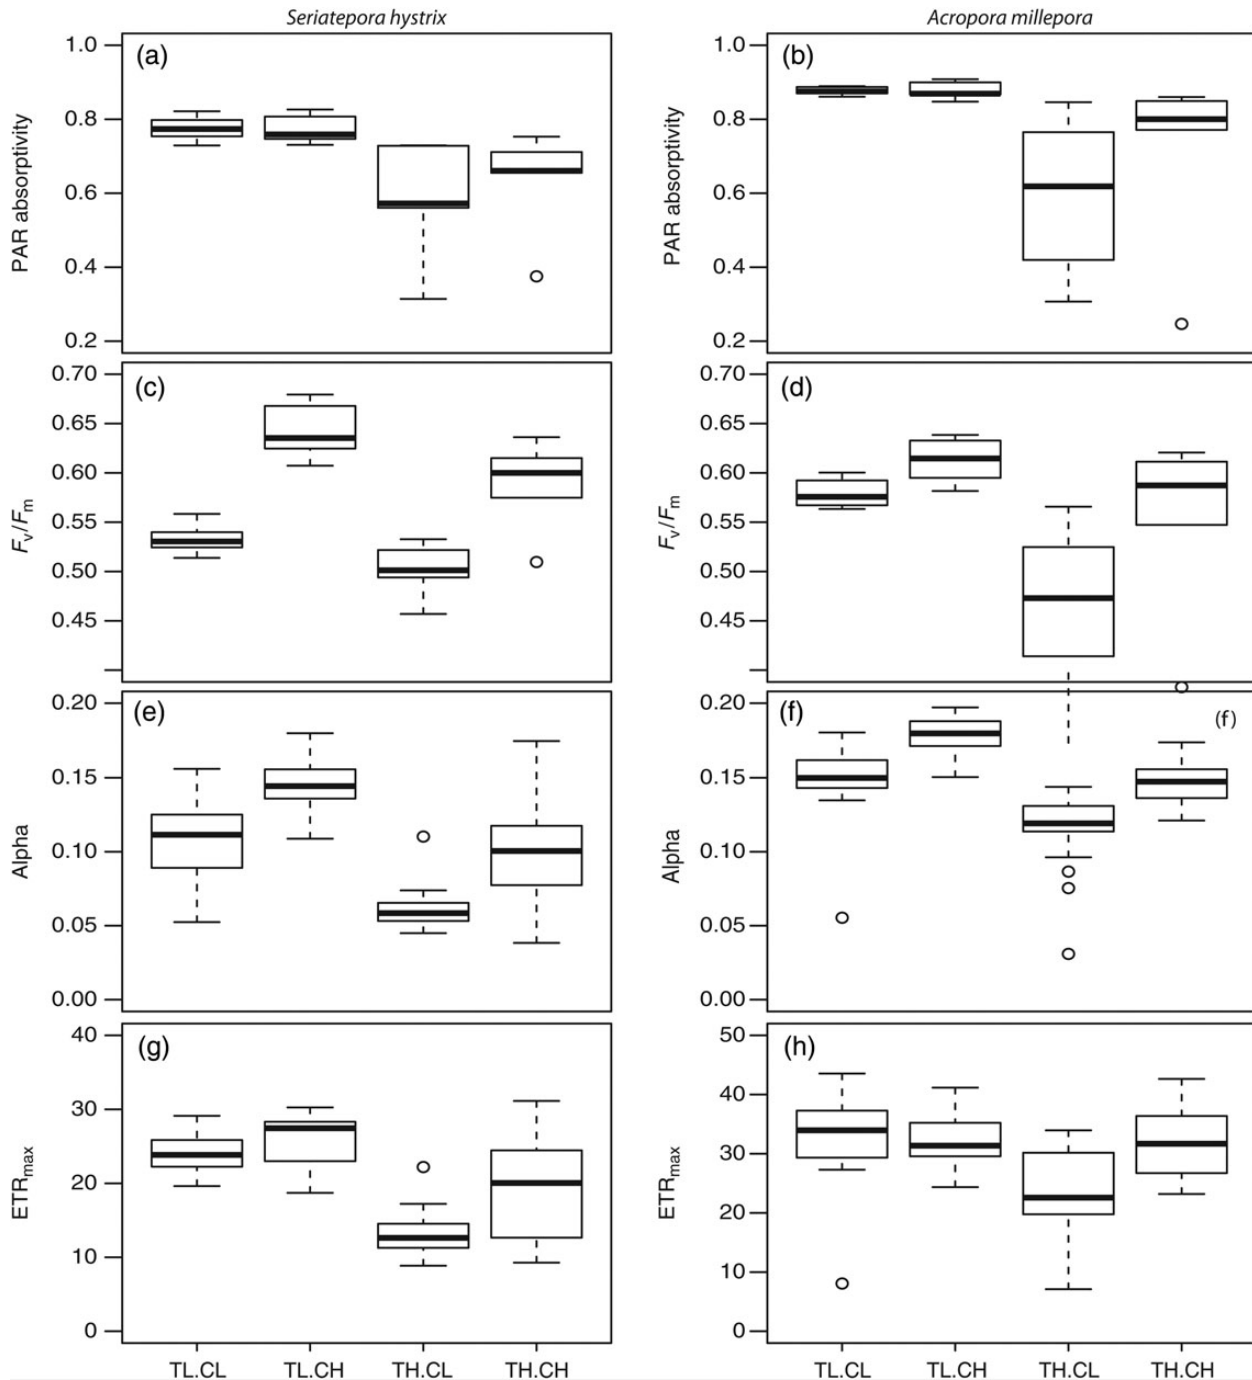 Seriatepora hystrix
Acropora millepora
(a)
PAR absorptivity
1.0
0.8
0.6
0.4
0.2
(b)
PAR absorptivity
1.0
0.8
0.6
0.4
0.2
(c)
Fv/Fm
0.70
0.65
0.60
0.55
0.50
0.45
(d)
Fv/Fm
0.70
0.65
0.60
0.55
0.50
0.45
(e)
Alpha
0.20
0.15
0.10
0.05
0.00
(f)
(f)
Alpha
0.20
0.15
0.10
0.05
0.00
(g)
ETRmax
40
30
20
10
0
(h)
ETRmax
50
40
30
20
10
0
TL.CL TL.CH TH.CL TH.CH
TL.CL TL.CH TH.CL TH.CH